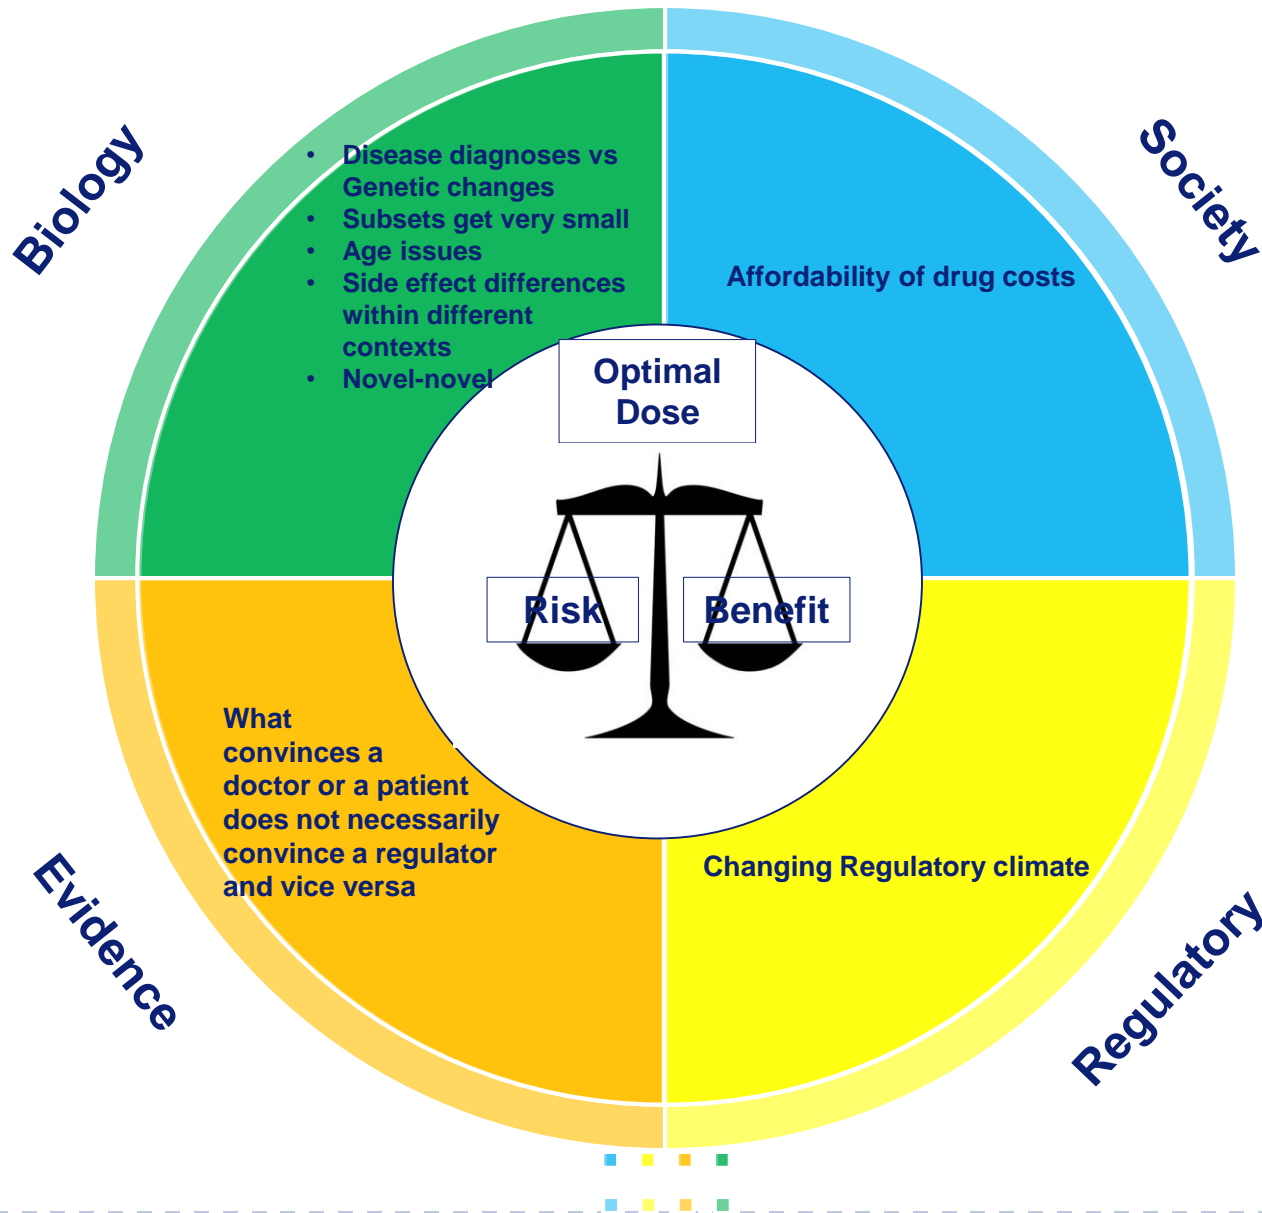 Biology
Society
• Disease diagnoses vs
Genetic changes
• Subsets get very small
• Age issues
• Side effect differences
within different
contexts
• Novel-novel
Affordability of drug costs
Optimal
Dose
Risk
Benefit
What
convinces a
doctor or a patient
does not necessarily
convince a regulator
and vice versa
Changing Regulatory climate
Evidence
Regulatory